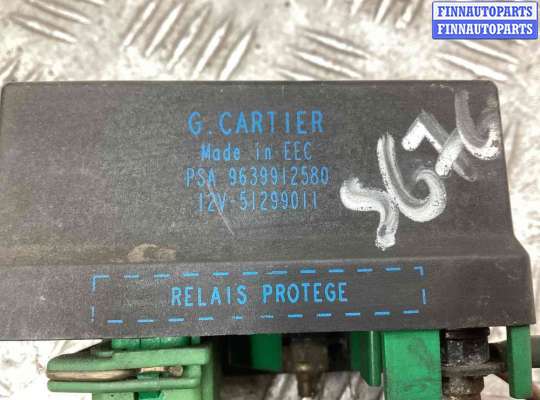 FINNAUTOPARTS
FINNAUTOPARTS
G. CARTIER
Made in EEC
PSA 9639912580
12V-51299011
RELAIS PROTEGE